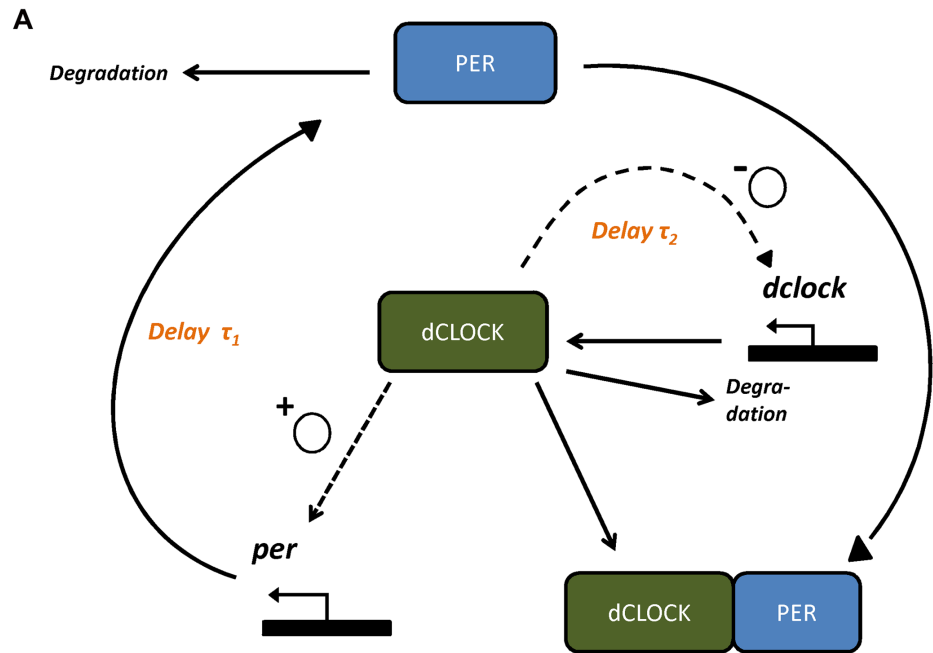 A
PER
Degradation
-
Delay τ2
dclock
dCLOCK
Delay τ1
Degra-
dation
+
per
dCLOCK
PER